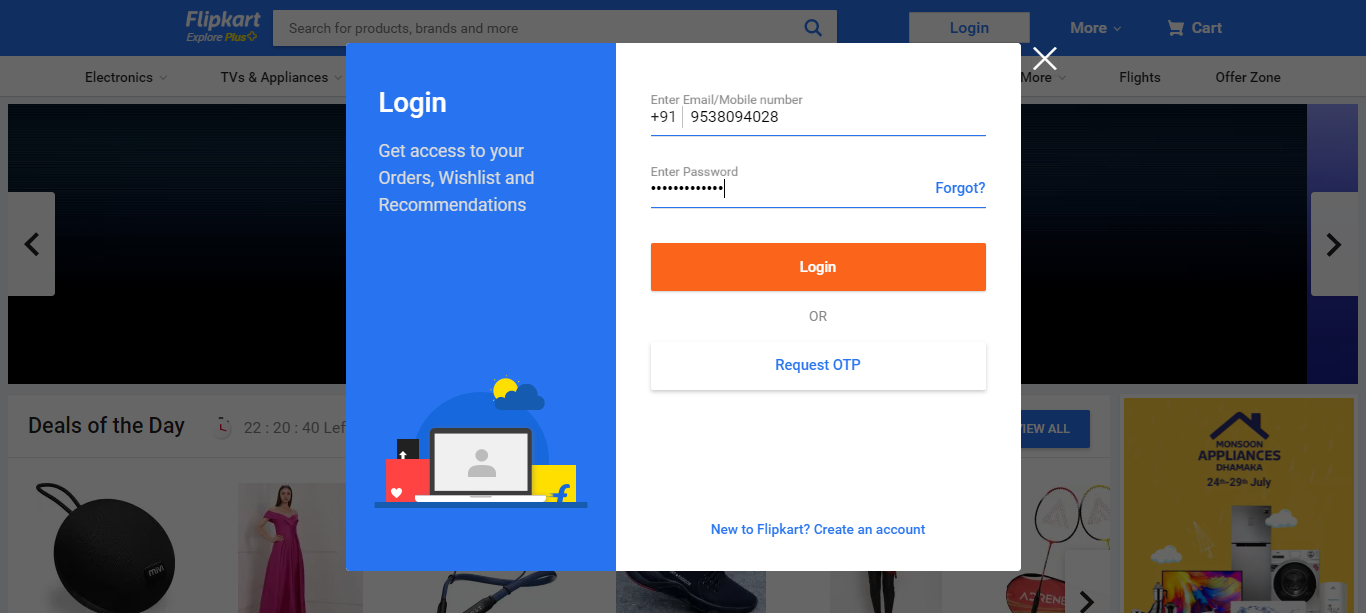 Flipkart
Explore Plus
Search for products, brands and more
Login
More
Cart
Electronics
TVs & Appliances
More
Flights
Offer Zone
Login
Get access to your
Orders, Wishlist and
Recommendations
Enter Email/Mobile number
+91 9538094028
Enter Password
•••••••••••••
Forgot?
Login
OR
Request OTP
New to Flipkart? Create an account
Deals of the Day
22 : 20 : 40 Lef
VIEW ALL
MONSOON
APPLIANCES
DHAMAKA
24th-29th July
mivi